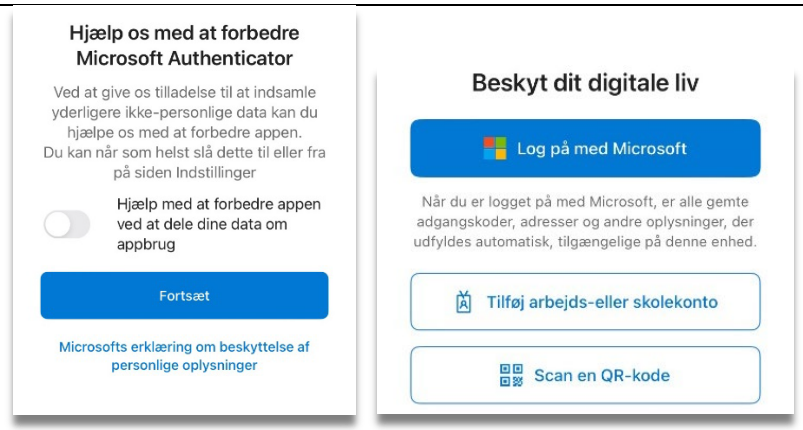 Hjælp os med at forbedre
Microsoft Authenticator
Ved at give os tilladelse til at indsamle
yderligere ikke-personlige data kan du
hjælpe os med at forbedre appen.
Du kan når som helst slå dette til eller fra
på siden Indstillinger
Hjælp med at forbedre appen
ved at dele dine data om
appbrug
Fortsæt
Microsofts erklæring om beskyttelse af
personlige oplysninger
Beskyt dit digitale liv
Log på med Microsoft
Når du er logget på med Microsoft, er alle gemte
adgangskoder, adresser og andre oplysninger, der
udfyldes automatisk, tilgængelige på denne enhed.
Tilføj arbejds-eller skolekonto
Scan en QR-kode